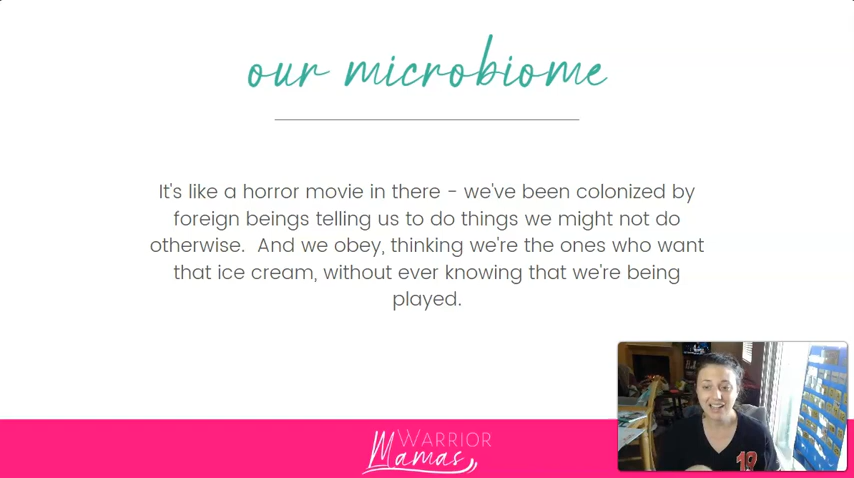 our microbiome
It's like a horror movie in there - we've been colonized by
foreign beings telling us to do things we might not do
otherwise.  And we obey, thinking we're the ones who want
that ice cream, without ever knowing that we're being
played.
WARRIOR
Mamas